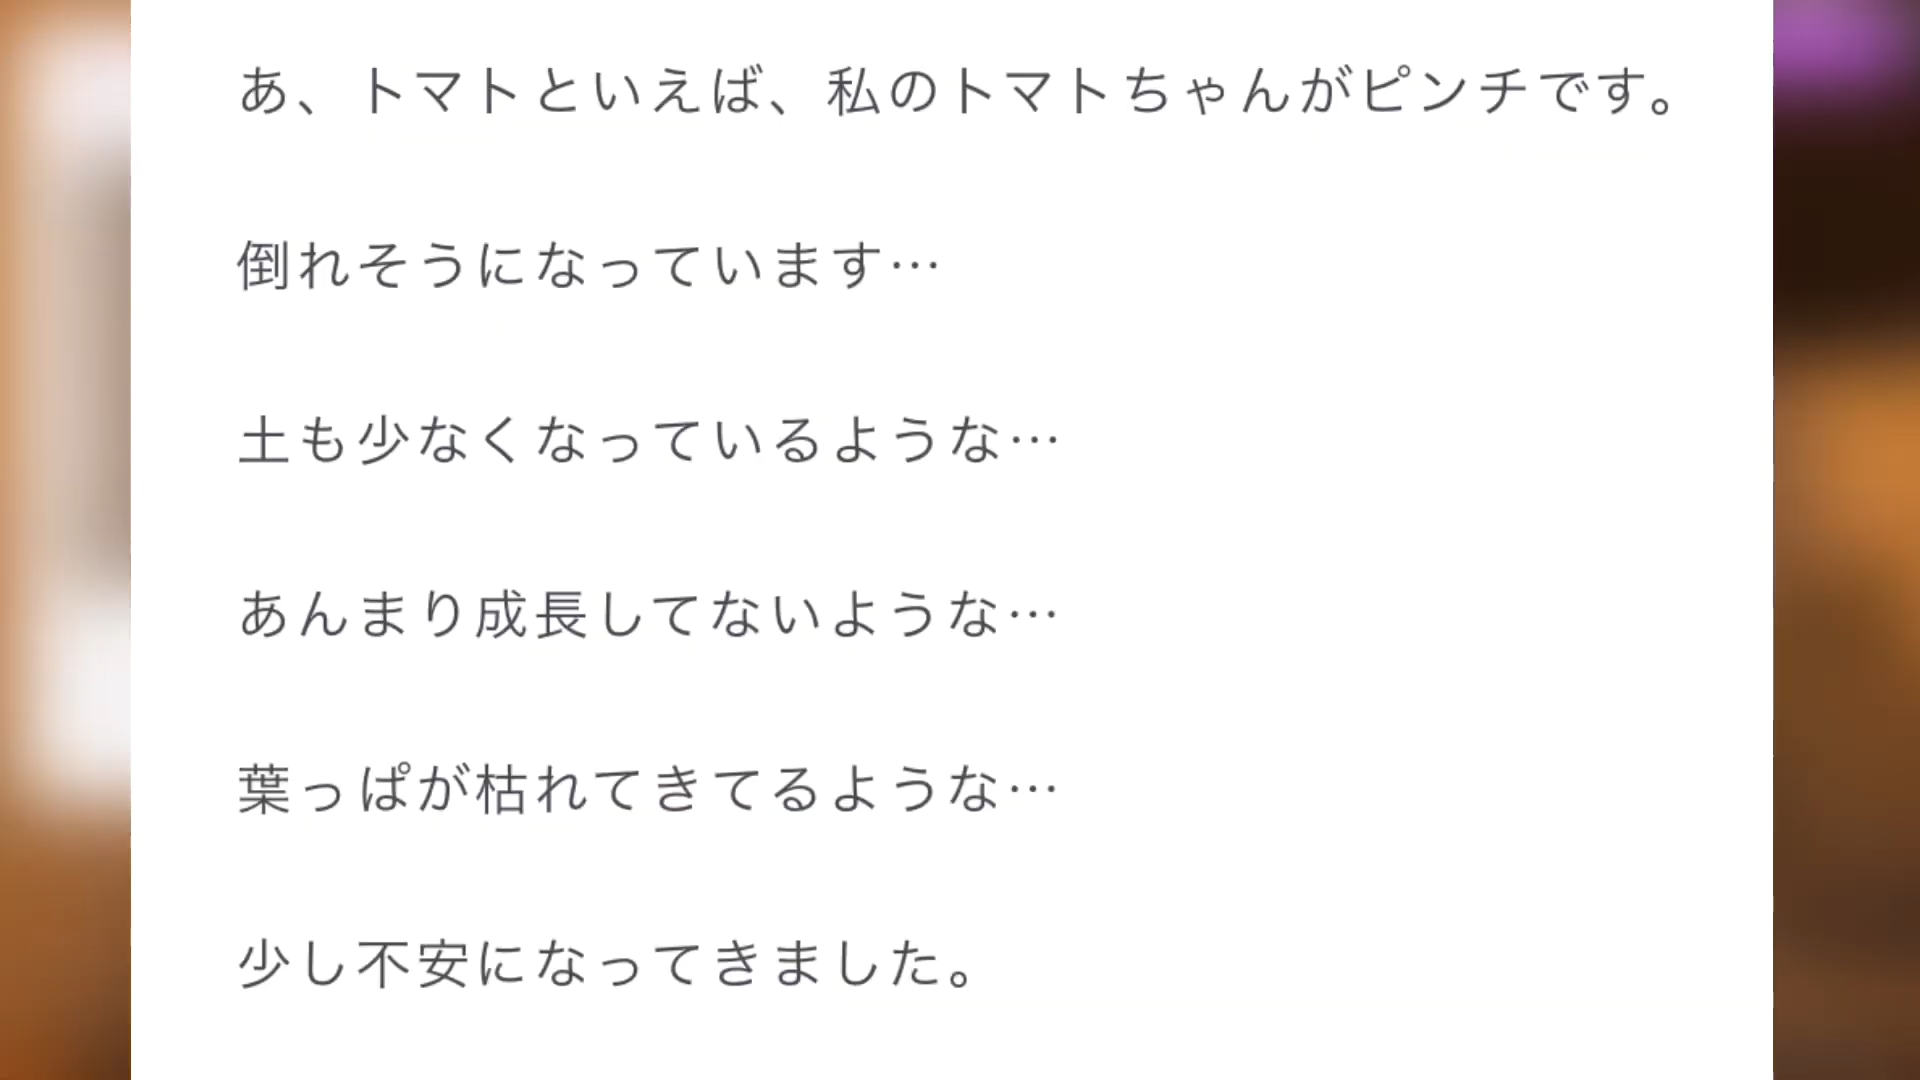 あ、トマトといえば、私のトマトちゃんがピンチです。
倒れそうになっています…
土も少なくなっているような…
あんまり成長してないような…
葉っぱが枯れてきてるような…
少し不安になってきました。